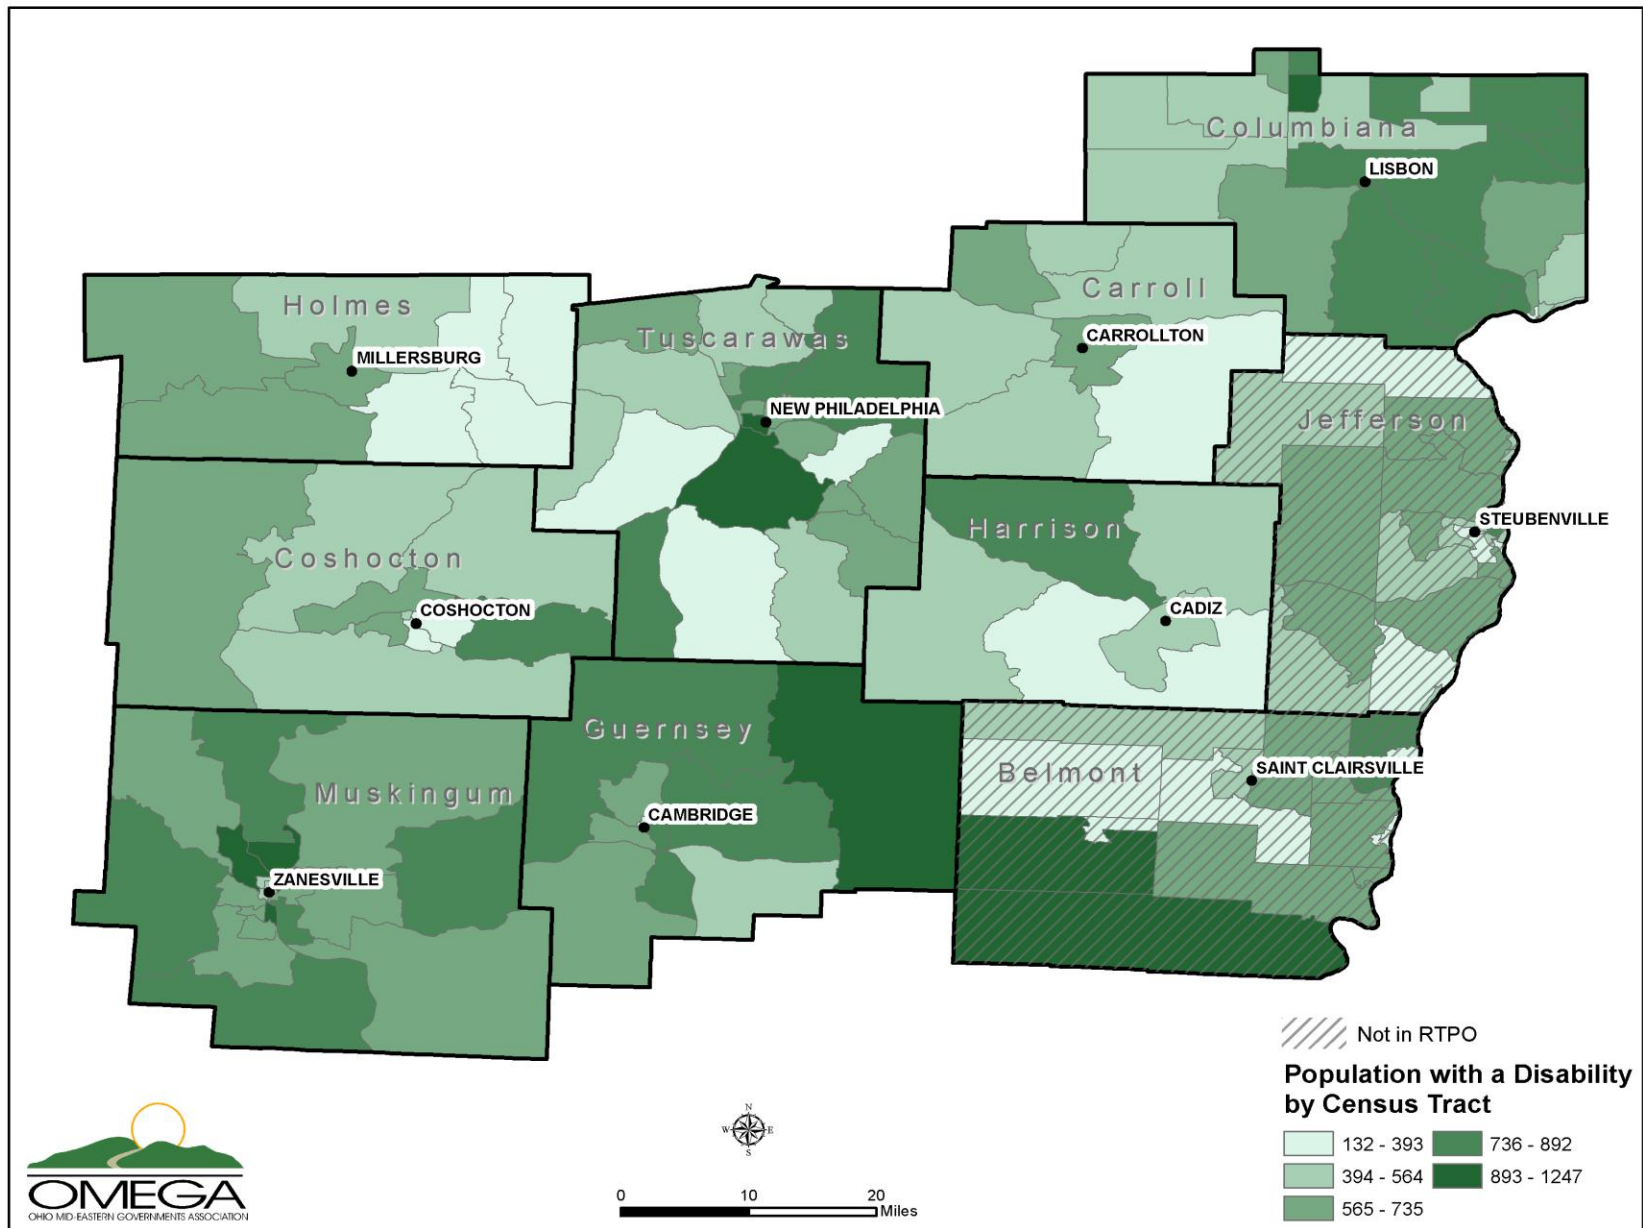 Columbiana
LISBON
Holmes
Carroll
Tuscarawas
CARROLLTON
MILLERSBURG
NEW PHILADELPHIA
Jefferson
Harrison
STEUBENVILLE
Coshocton
COSHOCTON
CADIZ
Guernsey
Belmont
SAINT CLAIRSVILLE
Muskingum
CAMBRIDGE
ZANESVILLE
Not in RTPO
Population with a Disability
by Census Tract
132 - 393
736 - 892
394 - 564
893 - 1247
565 - 735
N
W
E
S
0 10 20
Miles
OMEGA
OHIO MID-EASTERN GOVERNMENTS ASSOCIATION